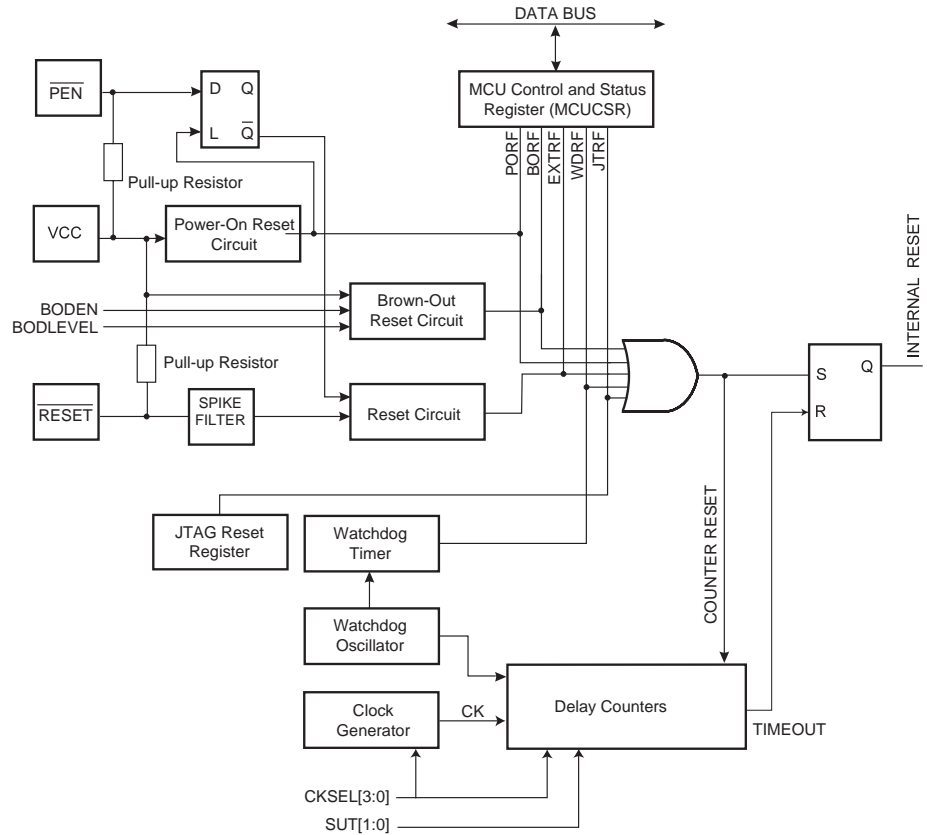 DATA BUS
PEN
D Q
L Q
MCU Control and Status
Register (MCUCSR)
PORF
BORF
EXTRF
WDRF
JTRF
Pull-up Resistor
VCC
Power-On Reset
Circuit
BODEN
BODLEVEL
Brown-Out
Reset Circuit
Pull-up Resistor
RESET
SPIKE
FILTER
Reset Circuit
S Q
R
INTERNAL RESET
JTAG Reset
Register
Watchdog
Timer
COUNTER RESET
Watchdog
Oscillator
Clock
Generator
CK
Delay Counters
TIMEOUT
CKSEL[3:0]
SUT[1:0]